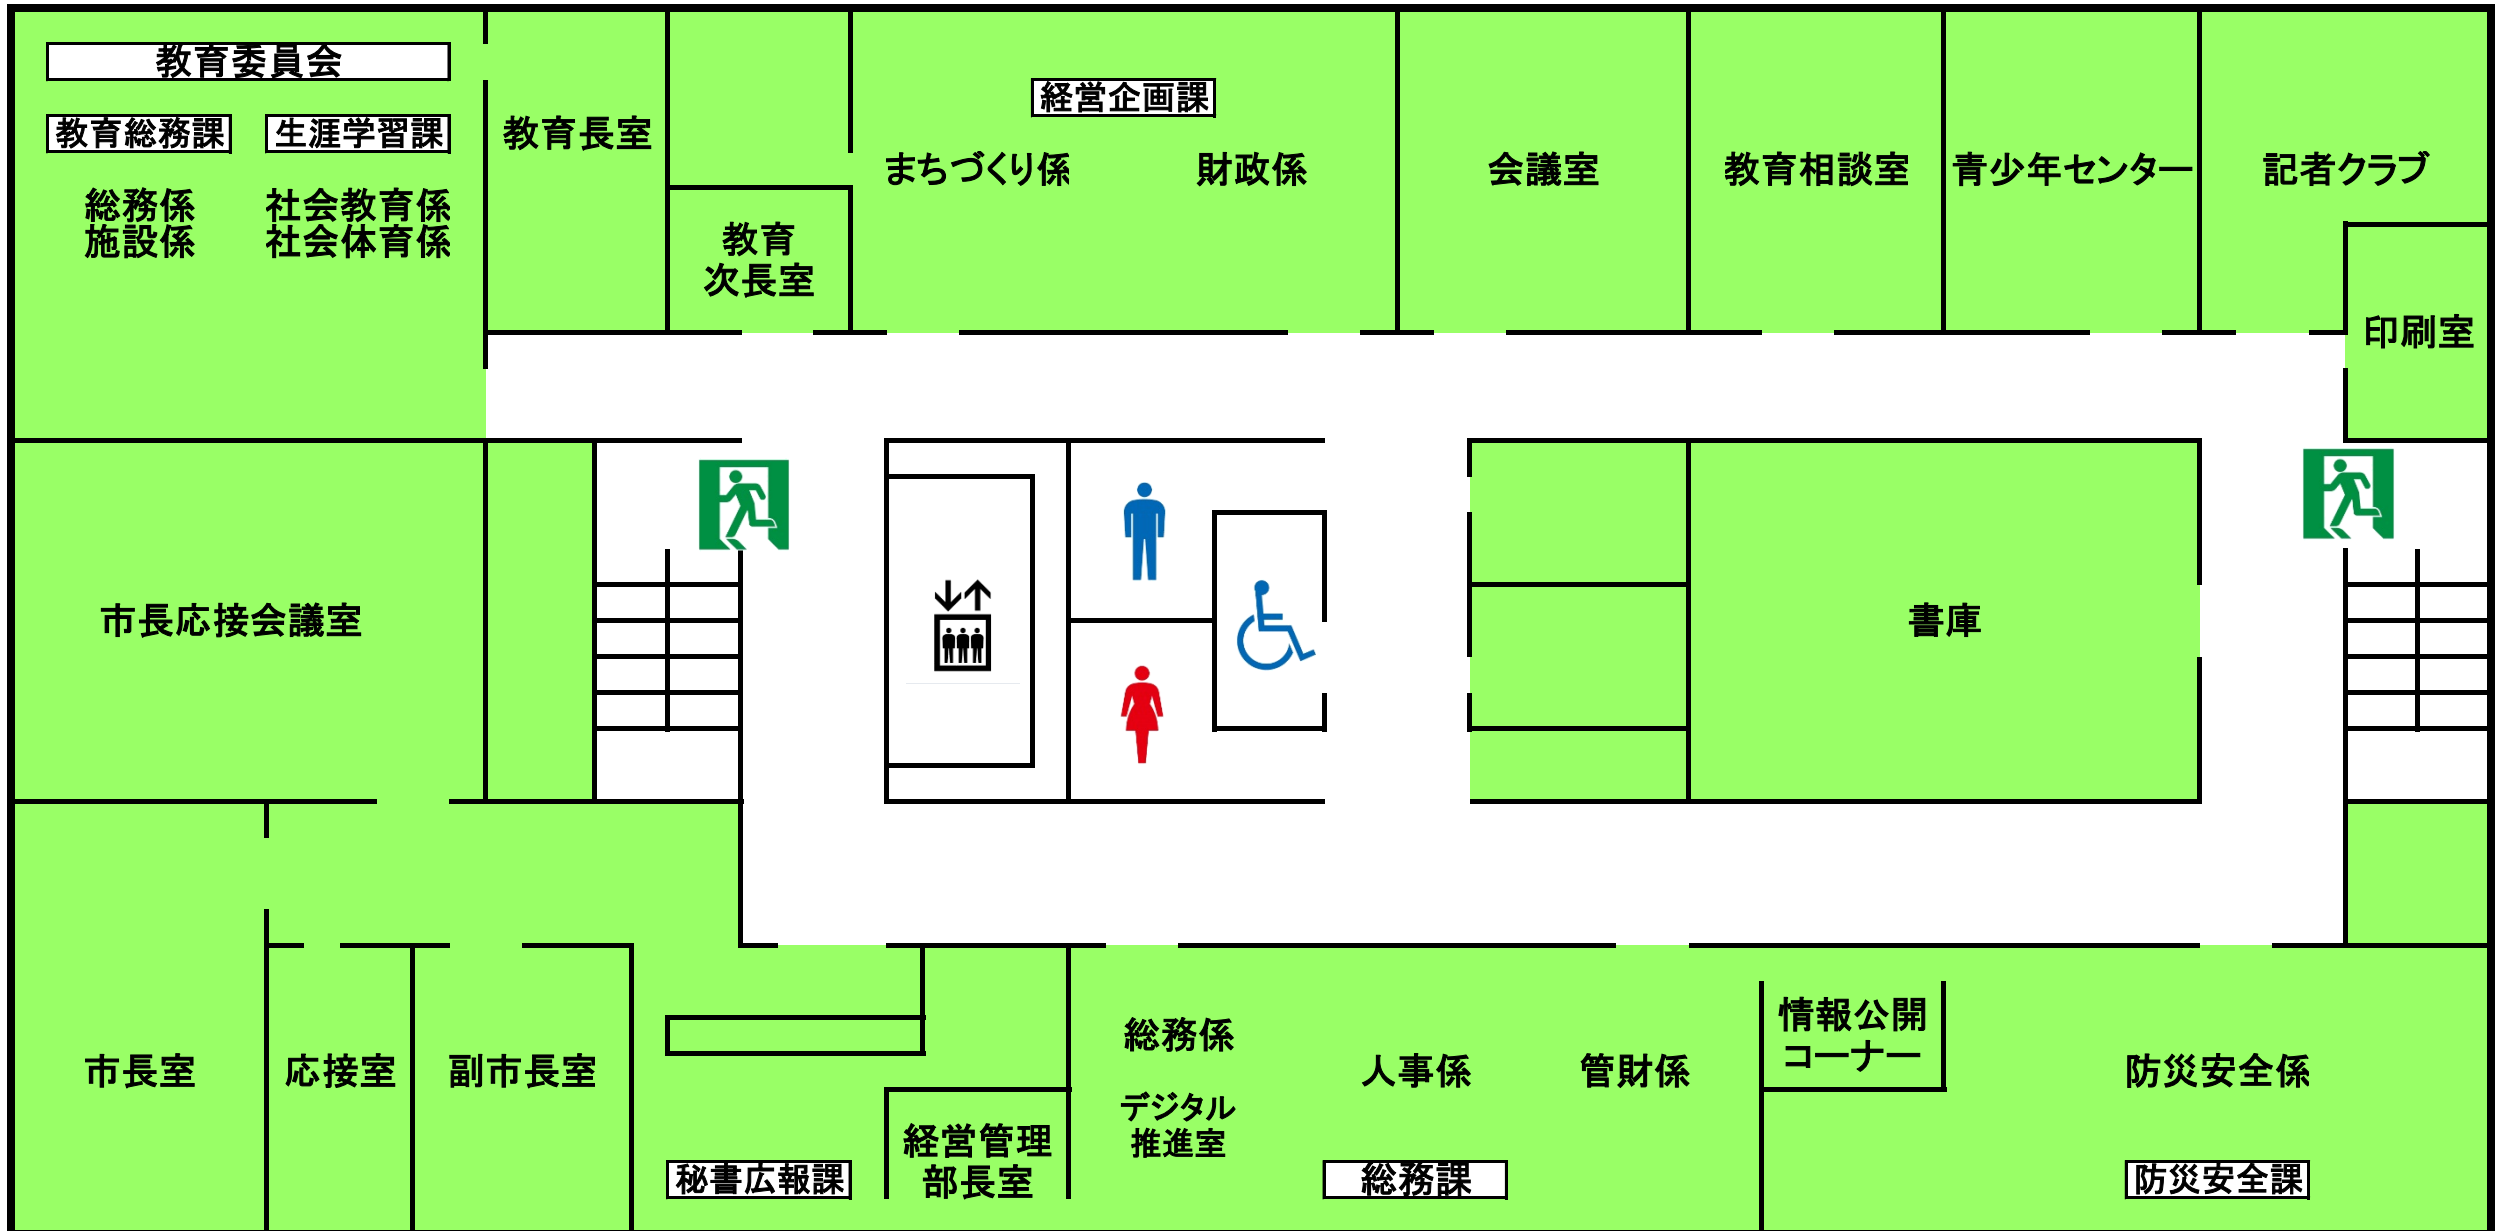 教育委員会
教育総務課
生涯学習課
総務係
施設係
社会教育係
社会体育係
教育長室
教育
次長室
経営企画課
まちづくり係
財政係
会議室
教育相談室
青少年センター
記者クラブ
印刷室
市長応接会議室
書庫
市長室
応接室
副市長室
秘書広報課
経営管理
部長室
総務係
デジタル
推進室
人事係
管財係
総務課
情報公開
コーナー
防災安全係
防災安全課